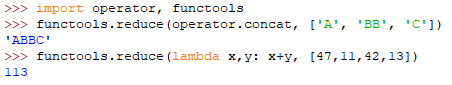 >>> import operator, functools
>>> functools.reduce(operator.concat, ['A', 'BB', 'C'])
'ABBC'
>>> functools.reduce(lambda x,y: x+y, [47,11,42,13])
113